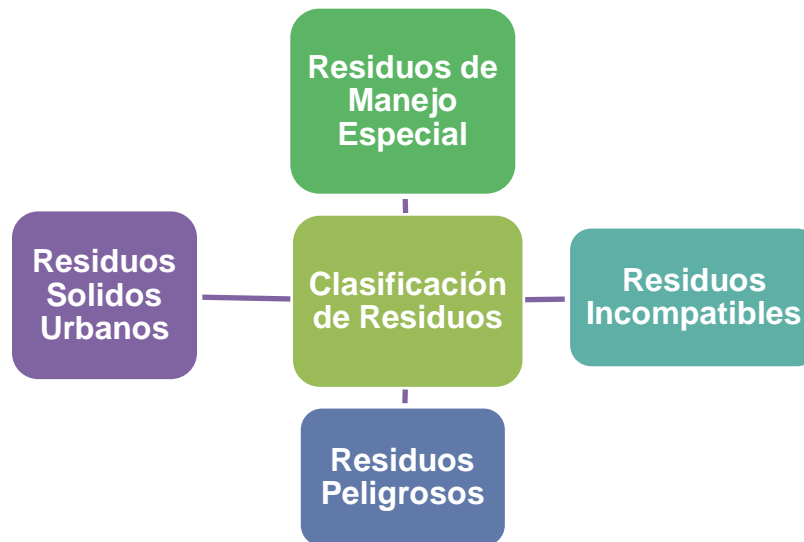 Residuos de
Manejo
Especial
Residuos
Solidos
Urbanos
Clasificación
de Residuos
Residuos
Incompatibles
Residuos
Peligrosos